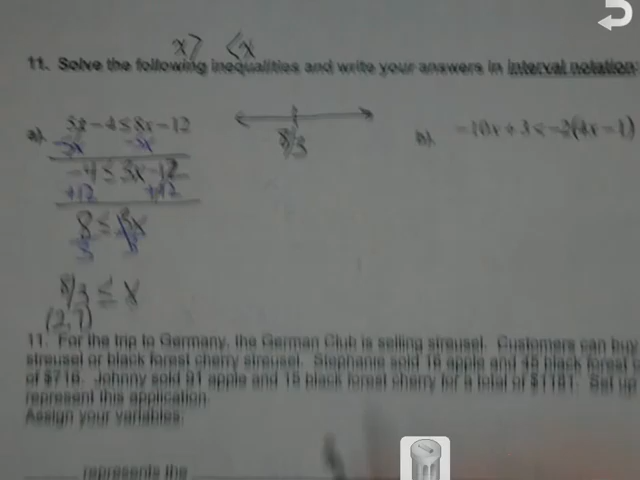 x> <x
11. Solve the following inequalities and write your answers in interval notation:
a). 5x - 4 ≤ 8x - 12
-5x -5x
-4 ≤ 3x - 12
+12 +12
8 ≤ 3x
3 3
8/3 ≤ x
(2.7)
8/3
b). -10x + 3 < -2(4x - 1)
11. For the trip to Germany, the German Club is selling streusel. Customers can buy
streusel or black forest cherry streusel. Stephanie sold 16 apple and 45 black forest
of $716. Johnny sold 91 apple and 15 black forest cherry for a total of $1181. Set up
represent this application.
Assign your variables:
represents the